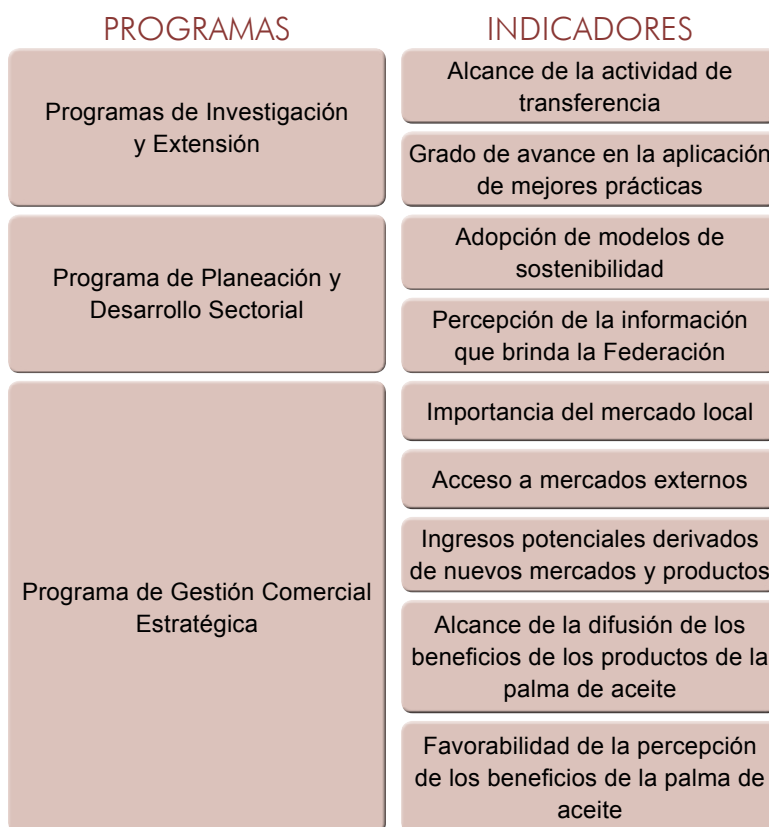 PROGRAMAS
INDICADORES
Programas de Investigación
y Extensión
Alcance de la actividad de
transferencia
Grado de avance en la aplicación
de mejores prácticas
Programa de Planeación y
Desarrollo Sectorial
Adopción de modelos de
sostenibilidad
Percepción de la información
que brinda la Federación
Programa de Gestión Comercial
Estratégica
Importancia del mercado local
Acceso a mercados externos
Ingresos potenciales derivados
de nuevos mercados y productos
Alcance de la difusión de los
beneficios de los productos de la
palma de aceite
Favorabilidad de la percepción
de los beneficios de la palma de
aceite